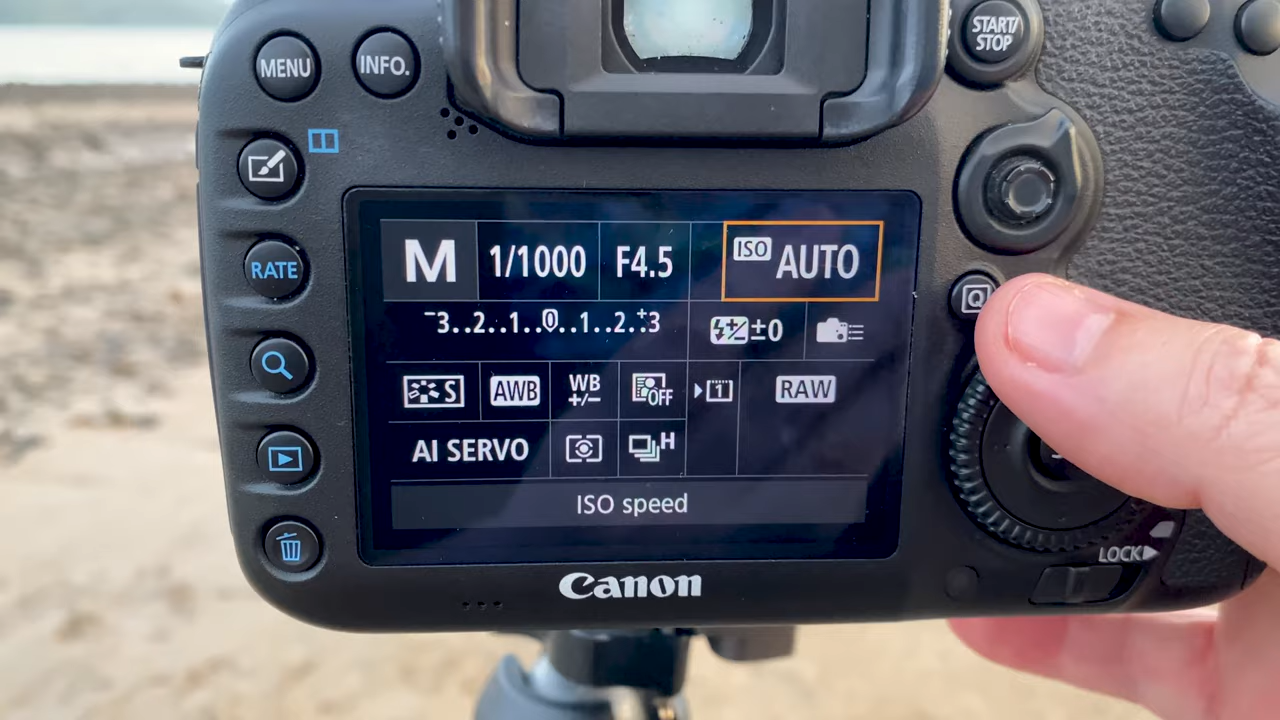 MENU
INFO.
START/
STOP
RATE
Q
M 1/1000 F4.5 ISO AUTO
-3..2..1..0..1..2.+3 ±0
S AWB WB +/- OFF 1 RAW
AI SERVO H
ISO speed
LOCK
Canon